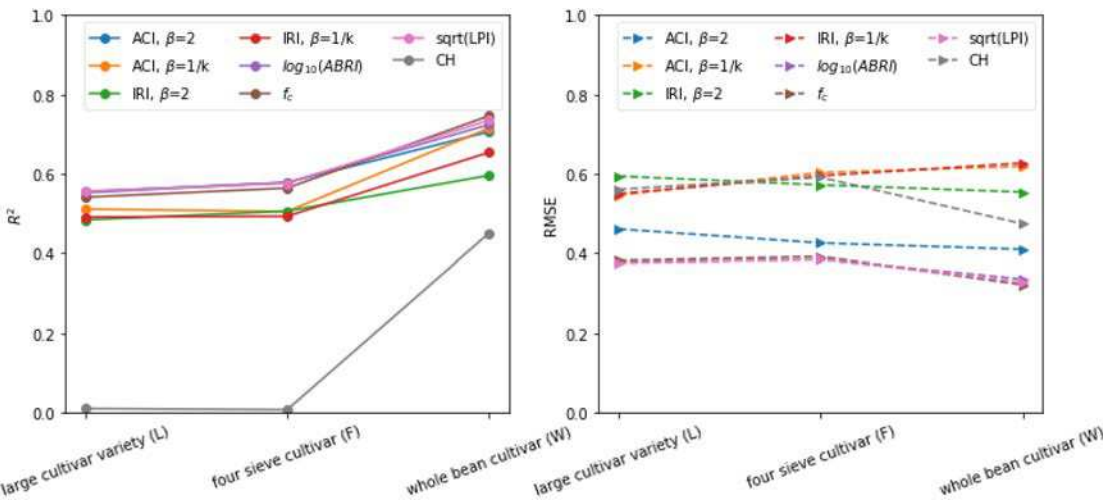 1.0
0.8
0.6
0.4
0.2
0.0
R²
ACI, β=2
ACI, β=1/k
IRI, β=2
IRI, β=1/k
log₁₀(ABRI)
f꜀
sqrt(LPI)
CH
large cultivar variety (L)
four sieve cultivar (F)
whole bean cultivar (W)
1.0
0.8
0.6
0.4
0.2
0.0
RMSE
ACI, β=2
ACI, β=1/k
IRI, β=2
IRI, β=1/k
log₁₀(ABRI)
f꜀
sqrt(LPI)
CH
large cultivar variety (L)
four sieve cultivar (F)
whole bean cultivar (W)